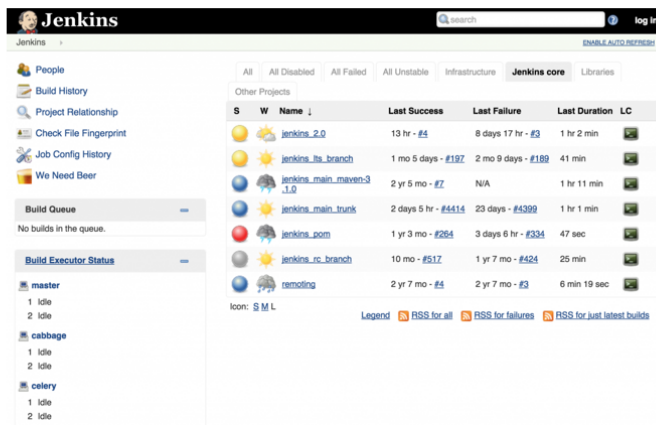 Jenkins
search
log in
Jenkins
ENABLE AUTO REFRESH
People
Build History
Project Relationship
Check File Fingerprint
Job Config History
We Need Beer
Build Queue
No builds in the queue.
Build Executor Status
master
1 Idle
2 Idle
cabbage
1 Idle
2 Idle
celery
1 Idle
2 Idle
All All Disabled All Failed All Unstable Infrastructure Jenkins core Libraries
Other Projects
S W Name ↓ Last Success Last Failure Last Duration LC
jenkins_2.0 13 hr - #4 8 days 17 hr - #3 1 hr 2 min
jenkins_lts_branch 1 mo 5 days - #197 2 mo 9 days - #189 41 min
jenkins_main_maven-3
.1.0 2 yr 5 mo - #7 N/A 1 hr 11 min
jenkins_main_trunk 2 days 5 hr - #4414 23 days - #4399 1 hr 1 min
jenkins_pom 1 yr 3 mo - #264 3 days 6 hr - #334 47 sec
jenkins_rc_branch 10 mo - #517 1 yr 7 mo - #424 25 min
remoting 2 yr 7 mo - #4 2 yr 7 mo - #3 6 min 19 sec
Icon: S M L
Legend RSS for all RSS for failures RSS for just latest builds